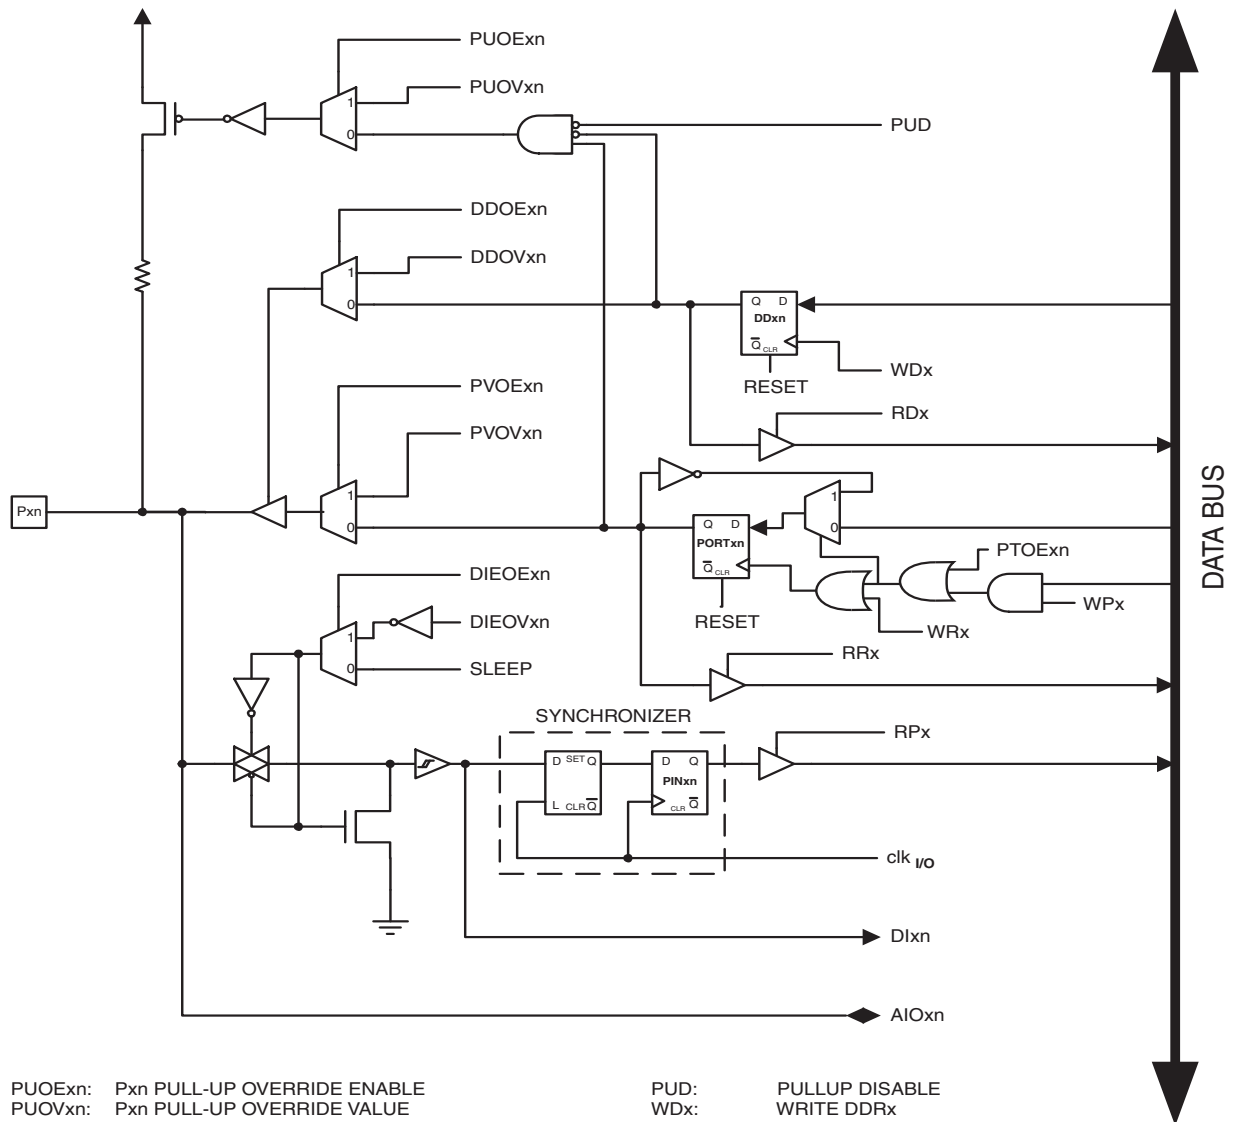 PUOExn
PUOVxn
1
0
PUD
DDOExn
DDOVxn
1
0
Q D
DDxn
Q CLR
WDx
RESET
RDx
PVOExn
PVOVxn
1
0
Pxn
1
0
Q D
PORTxn
Q CLR
RESET
PTOExn
WPx
WRx
DIEOExn
DIEOVxn
1
0
SLEEP
RRx
SYNCHRONIZER
D SET Q
L CLR Q
D Q
PINxn
CLR Q
RPx
clk I/O
DIxn
AIOxn
DATA BUS
PUOExn: Pxn PULL-UP OVERRIDE ENABLE
PUOVxn: Pxn PULL-UP OVERRIDE VALUE
PUD: PULLUP DISABLE
WDx: WRITE DDRx